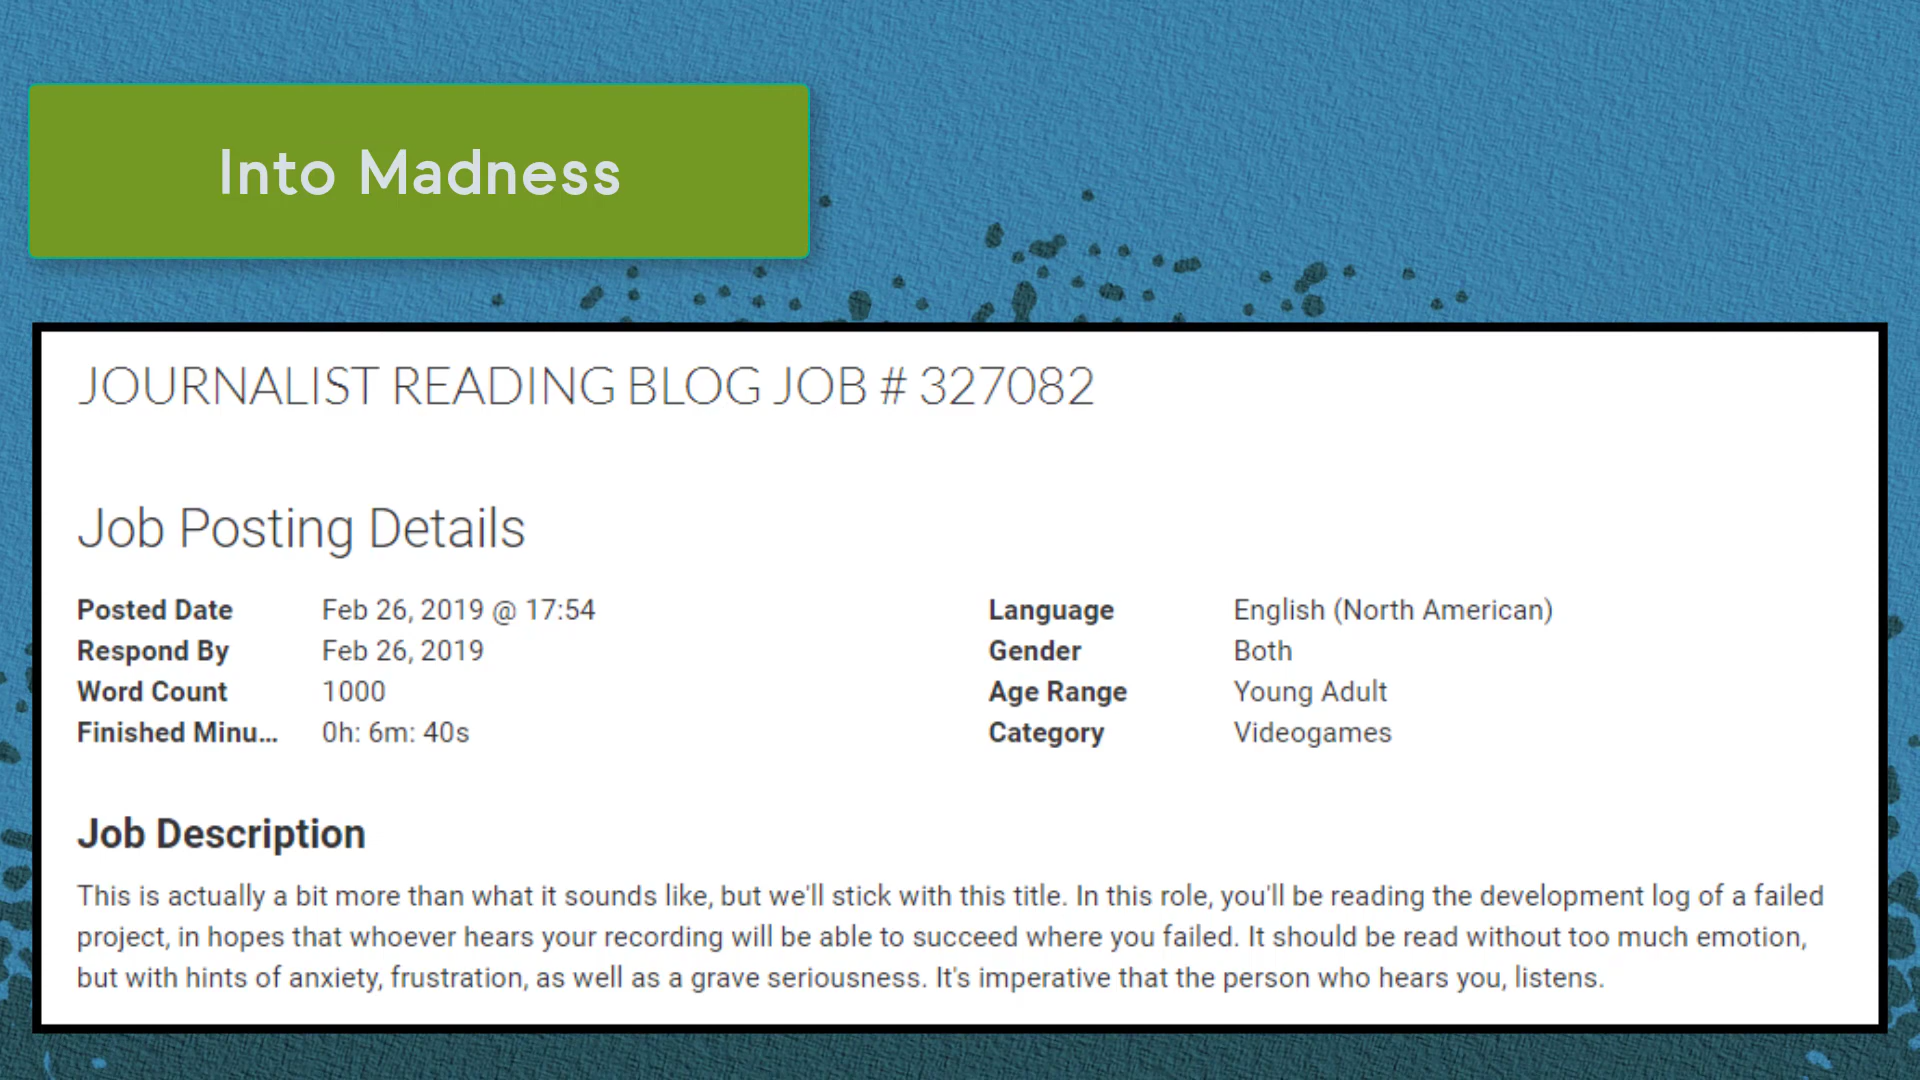 Into Madness
JOURNALIST READING BLOG JOB # 327082
Job Posting Details
Posted Date Feb 26, 2019 @ 17:54 Language English (North American)
Respond By Feb 26, 2019 Gender Both
Word Count 1000 Age Range Young Adult
Finished Minu... 0h: 6m: 40s Category Videogames
Job Description
This is actually a bit more than what it sounds like, but we'll stick with this title. In this role, you'll be reading the development log of a failed
project, in hopes that whoever hears your recording will be able to succeed where you failed. It should be read without too much emotion,
but with hints of anxiety, frustration, as well as a grave seriousness. It's imperative that the person who hears you, listens.